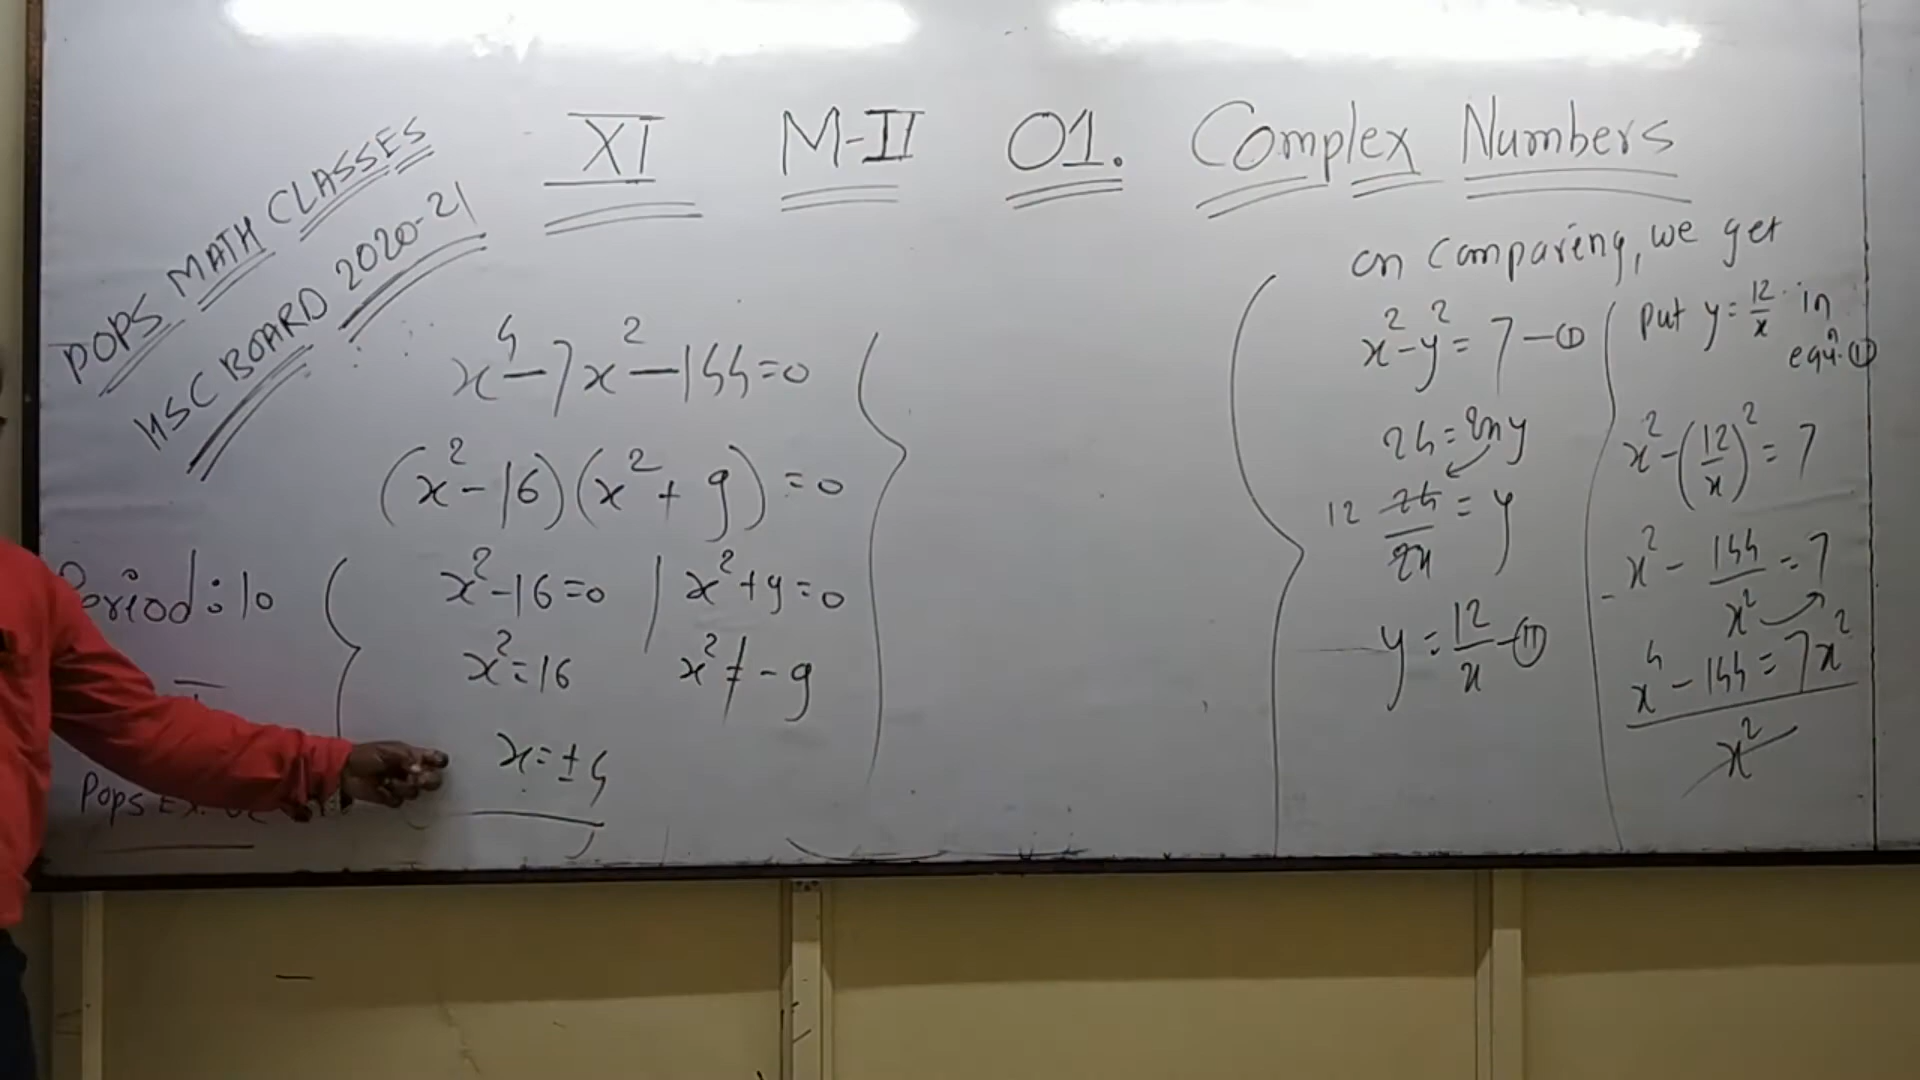 XI M-II 01. Complex Numbers
POPS MATH CLASSES
HSC BOARD 2020-21
Period: 10
x⁴-7x²-144=0
(x²-16)(x²+9)=0
x²-16=0 | x²+9=0
x²=16 x²≠-9
x=±4
on comparing, we get
x²-y²=7-①
24=2xy
12 24/2x=y
y=12/x-②
put y=12/x in
eqn.①
x²-(12/x)²=7
x²-144/x²=7
x⁴-144=7x²
x²
Pops Ex.